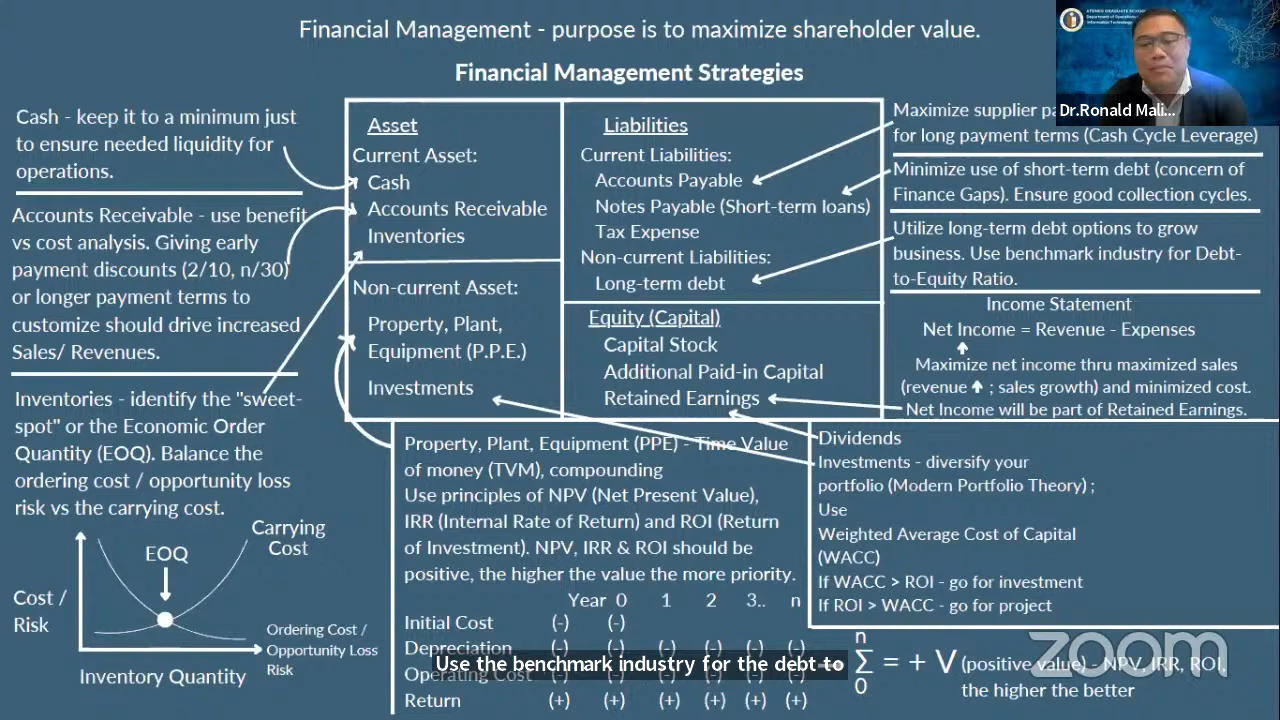 Financial Management - purpose is to maximize shareholder value.
Financial Management Strategies
ATENEO GRADUATE SCHOOL
Department of Operations
Information Technology
Dr.Ronald Mali...
Cash - keep it to a minimum just
to ensure needed liquidity for
operations.
Accounts Receivable - use benefit
vs cost analysis. Giving early
payment discounts (2/10, n/30)
or longer payment terms to
customize should drive increased
Sales/ Revenues.
Inventories - identify the "sweet-
spot" or the Economic Order
Quantity (EOQ). Balance the
ordering cost / opportunity loss
risk vs the carrying cost.
Carrying
Cost
EOQ
Cost /
Risk
Ordering Cost /
Opportunity Loss
Risk
Inventory Quantity
Asset
Current Asset:
Cash
Accounts Receivable
Inventories
Non-current Asset:
Property, Plant,
Equipment (P.P.E.)
Investments
Liabilities
Current Liabilities:
Accounts Payable
Notes Payable (Short-term loans)
Tax Expense
Non-current Liabilities:
Long-term debt
Equity (Capital)
Capital Stock
Additional Paid-in Capital
Retained Earnings
Maximize supplier
for long payment terms (Cash Cycle Leverage)
Minimize use of short-term debt (concern of
Finance Gaps). Ensure good collection cycles.
Utilize long-term debt options to grow
business. Use benchmark industry for Debt-
to-Equity Ratio.
Income Statement
Net Income = Revenue - Expenses
Maximize net income thru maximized sales
(revenue ↑ ; sales growth) and minimized cost.
Net Income will be part of Retained Earnings.
Property, Plant, Equipment (PPE) - Time Value
of money (TVM), compounding
Use principles of NPV (Net Present Value),
IRR (Internal Rate of Return) and ROI (Return
of Investment). NPV, IRR & ROI should be
positive, the higher the value the more priority.
Year 0 1 2 3.. n
Initial Cost (-) (-)
Depreciation (-) (-) (-) (-) (-) (-)
Operating Cost (-) (-) (-) (-) (-) (-)
Return (+) (+) (+) (+) (+) (+)
Dividends
Investments - diversify your
portfolio (Modern Portfolio Theory) ;
Use
Weighted Average Cost of Capital
(WACC)
If WACC > ROI - go for investment
If ROI > WACC - go for project
n
Σ = + V (positive value) - NPV, IRR, ROI,
0
the higher the better
Use the benchmark industry for the debt to
zoom